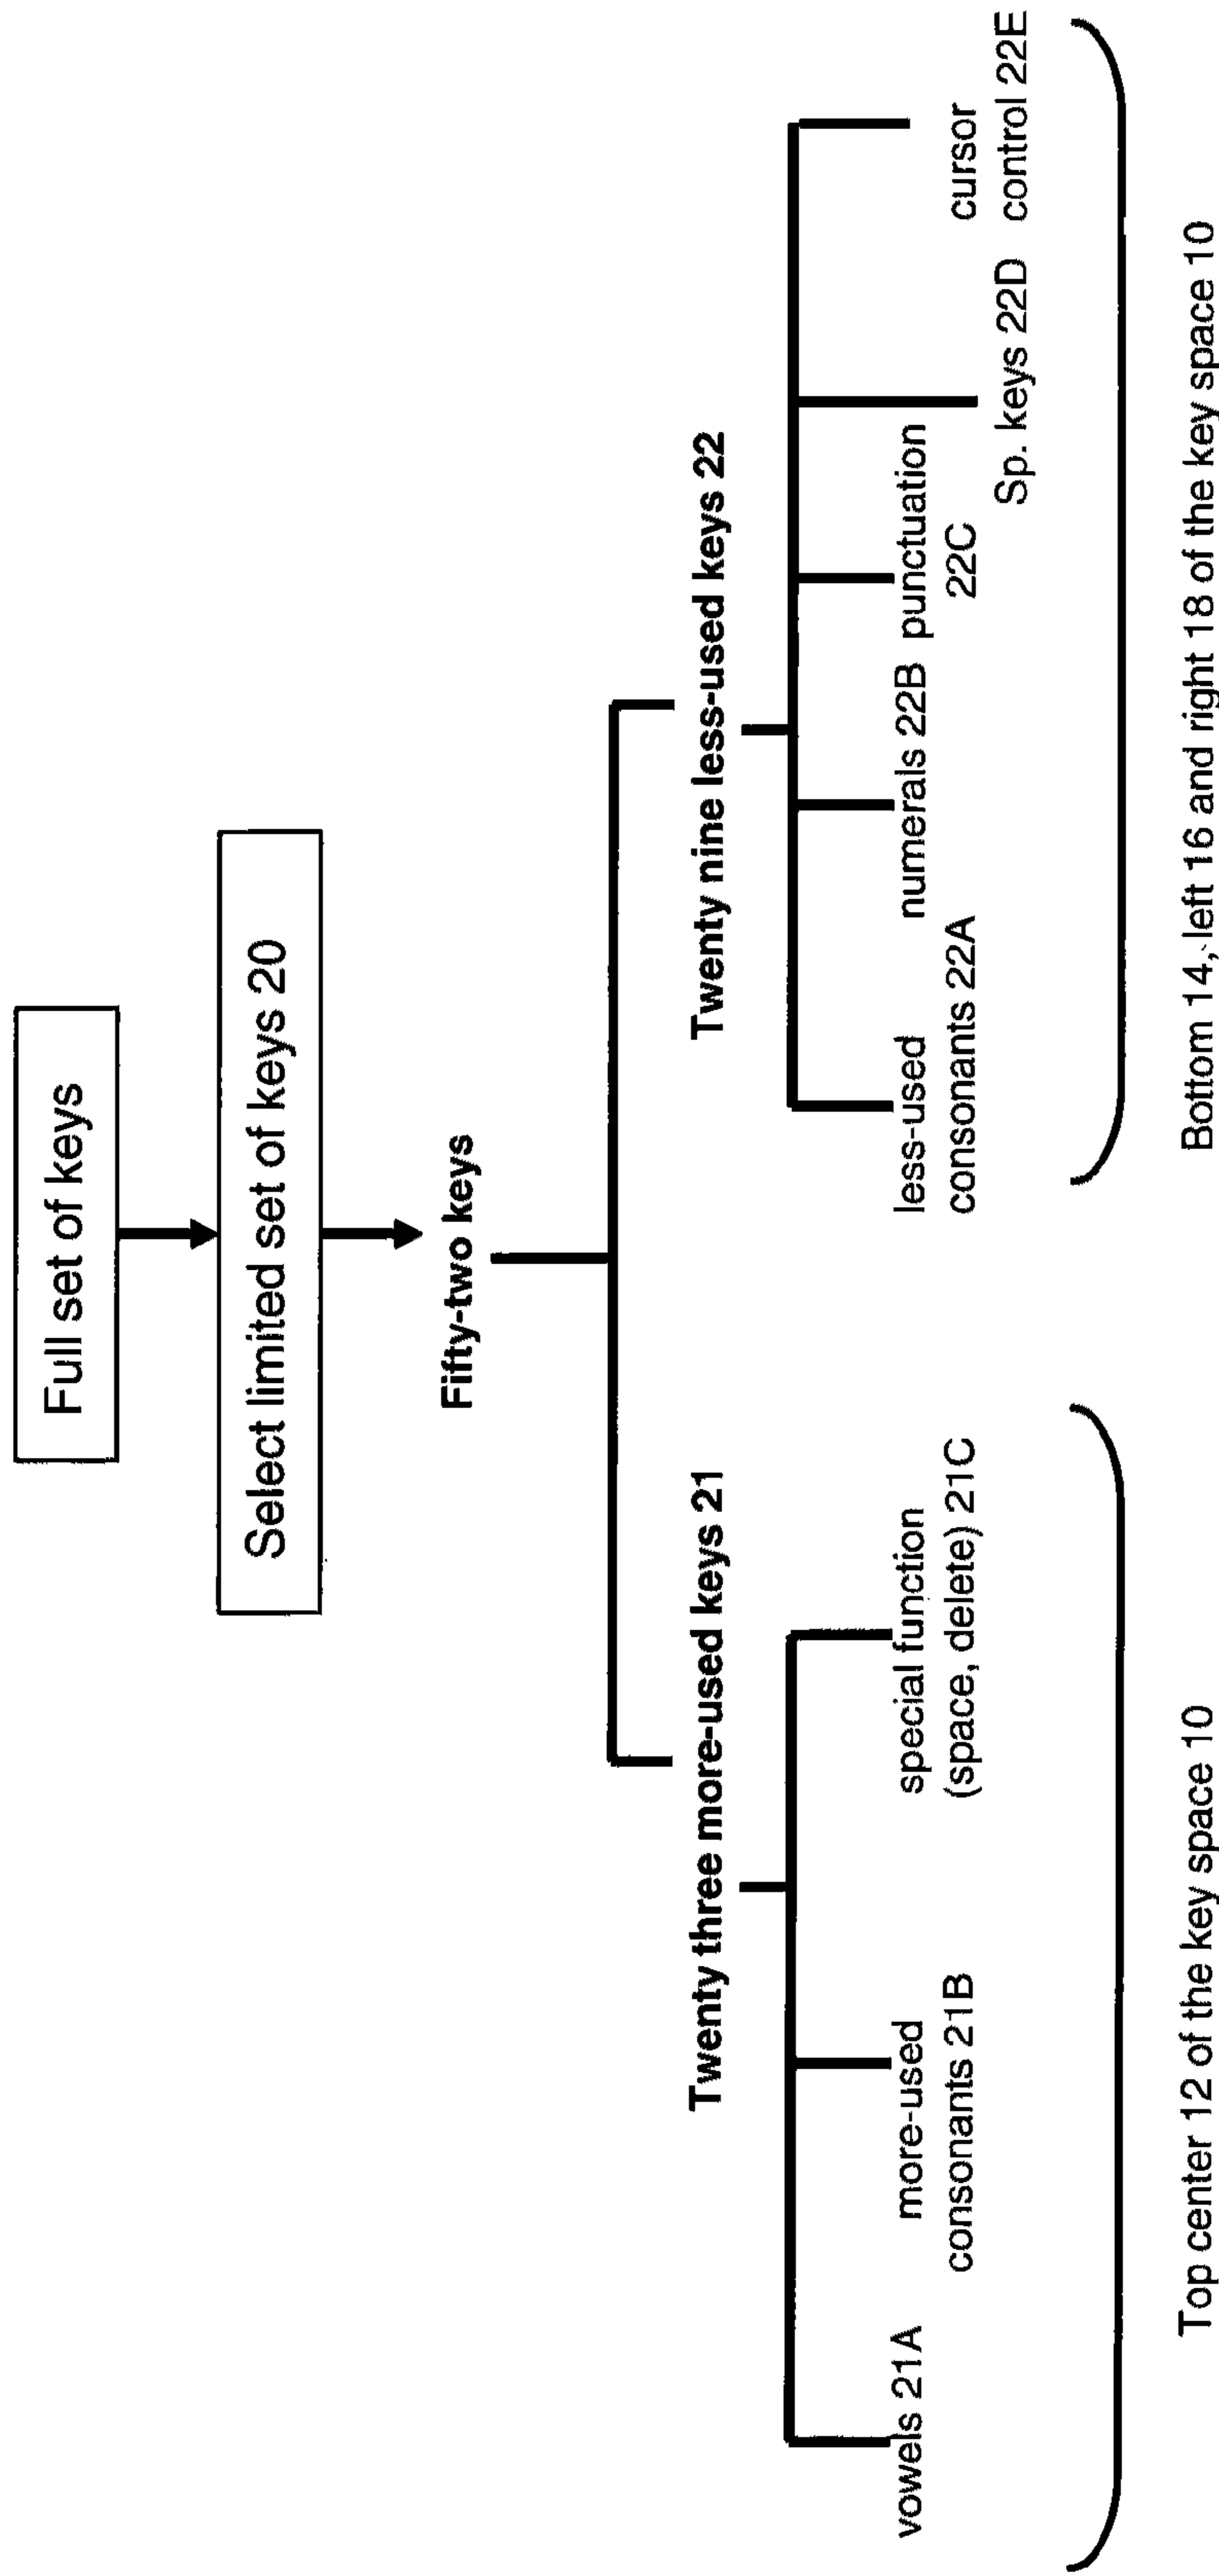 Full set of keys
Select limited set of keys 20
Fifty-two keys
Twenty three more-used keys 21
vowels 21A
more-used
consonants 21B
special function
(space, delete) 21C
Top center 12 of the key space 10
Twenty nine less-used keys 22
less-used
consonants 22A
numerals 22B
punctuation
22C
Sp. keys 22D
cursor
control 22E
Bottom 14, left 16 and right 18 of the key space 10